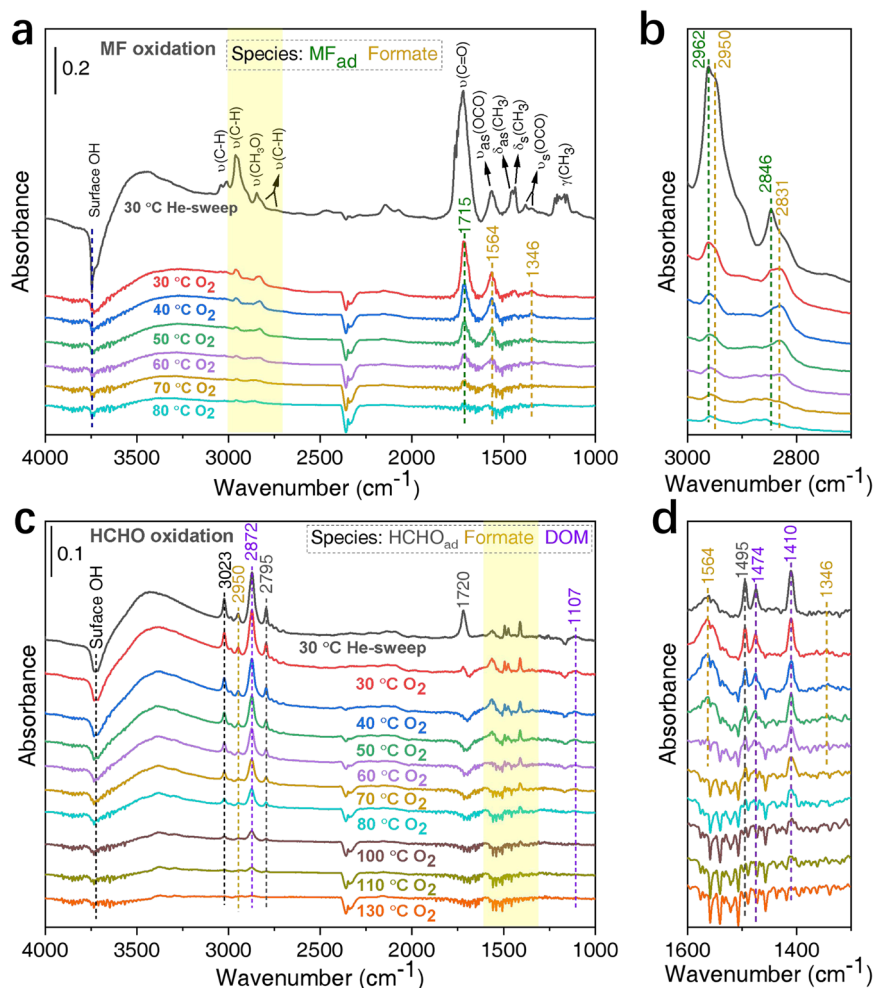 a
MF oxidation
0.2
Species: MFad Formate
Surface OH
30 °C He-sweep
υ(C-H)
υ(C-H)
υ(CH3O)
υ(C-H)
υ(C=O)
υas(OCO)
δas(CH3)
δs(CH3)
υs(OCO)
γ(CH3)
1715
1564
1346
30 °C O2
40 °C O2
50 °C O2
60 °C O2
70 °C O2
80 °C O2
Absorbance
4000 3500 3000 2500 2000 1500 1000
Wavenumber (cm-1)
b
2962
2950
2846
2831
Absorbance
3000 2800
Wavenumber (cm-1)
c
HCHO oxidation
0.1
Species: HCHOad Formate DOM
Suface OH
3023
2950
2872
2795
1720
1107
30 °C He-sweep
30 °C O2
40 °C O2
50 °C O2
60 °C O2
70 °C O2
80 °C O2
100 °C O2
110 °C O2
130 °C O2
Absorbance
4000 3500 3000 2500 2000 1500 1000
Wavenumber (cm-1)
d
1564
1495
1474
1410
1346
Absorbance
1600 1400
Wavenumber (cm-1)